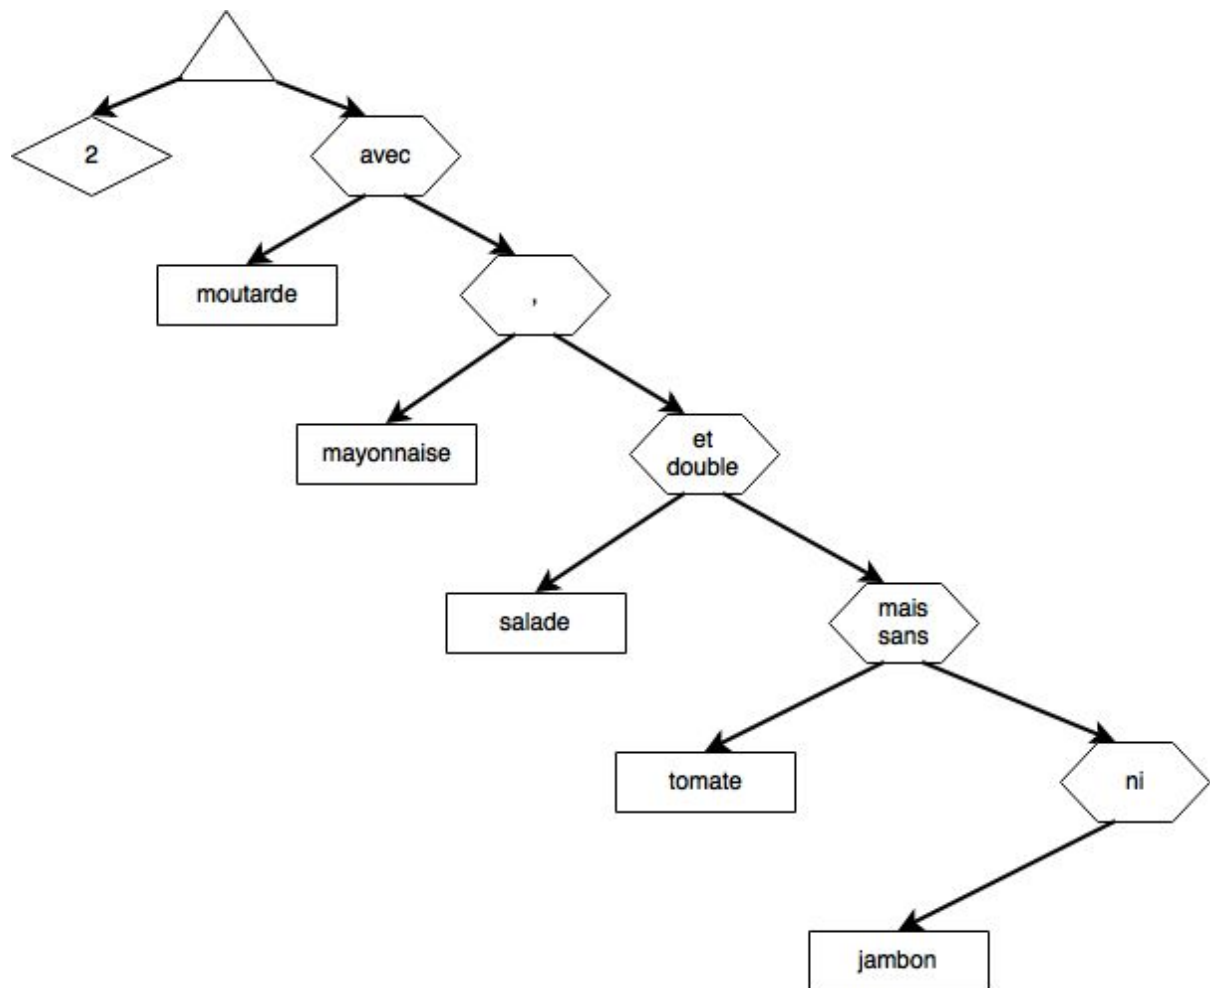 2
avec
moutarde
,
mayonnaise
et
double
salade
mais
sans
tomate
ni
jambon